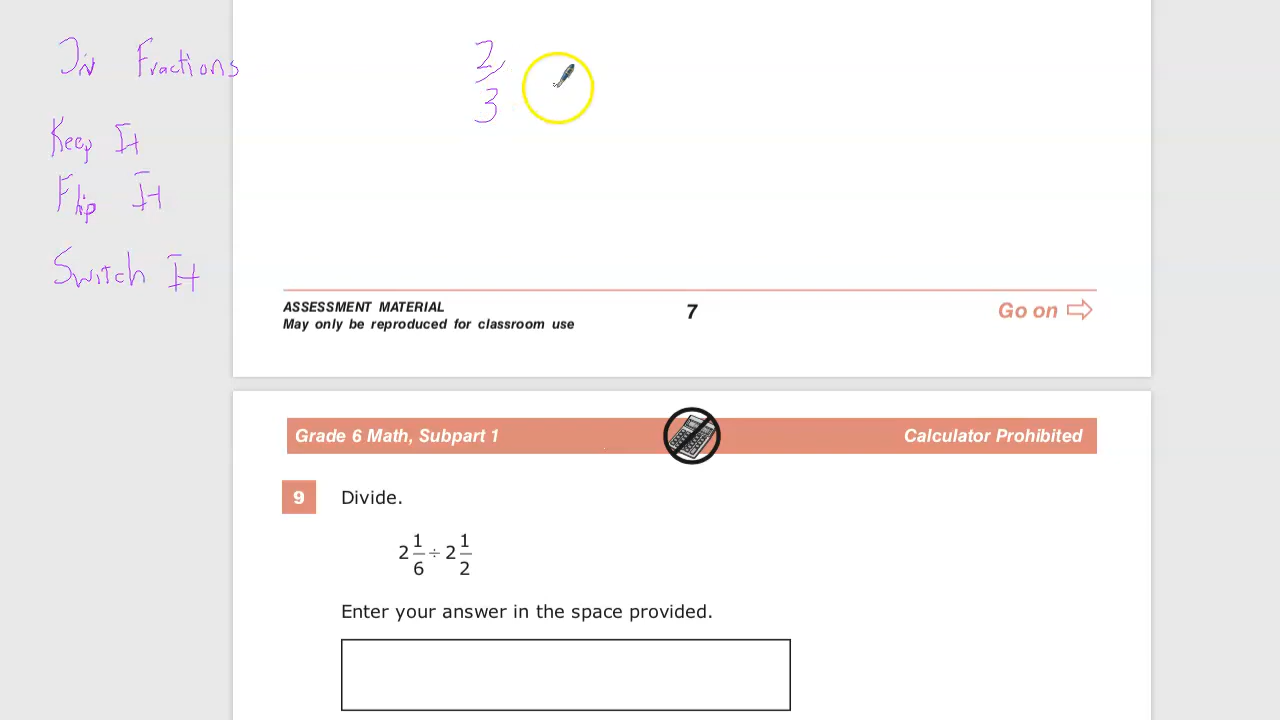 In Fractions
Keep It
Flip It
Switch It
2
3
ASSESSMENT MATERIAL
May only be reproduced for classroom use
7
Go on
Grade 6 Math, Subpart 1
Calculator Prohibited
9 Divide.
2 1/6 ÷ 2 1/2
Enter your answer in the space provided.